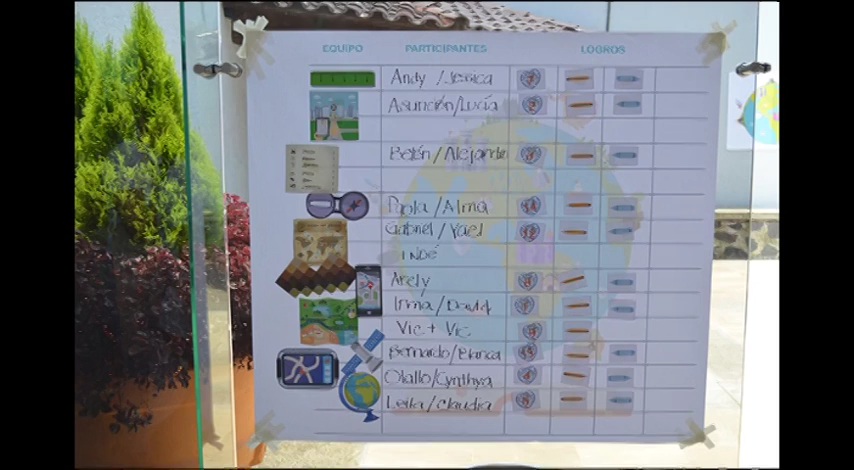 EQUIPO PARTICIPANTES LOGROS
Andy / Jessica
Asunción/Lucía
Belén / Alejandro
Paola / Alma
Gabriel / Yael
/ Noé
Arely
Irma / David
Vic + Vic
Bernardo/Blanca
Olallo/Cynthya
Leila / Claudia